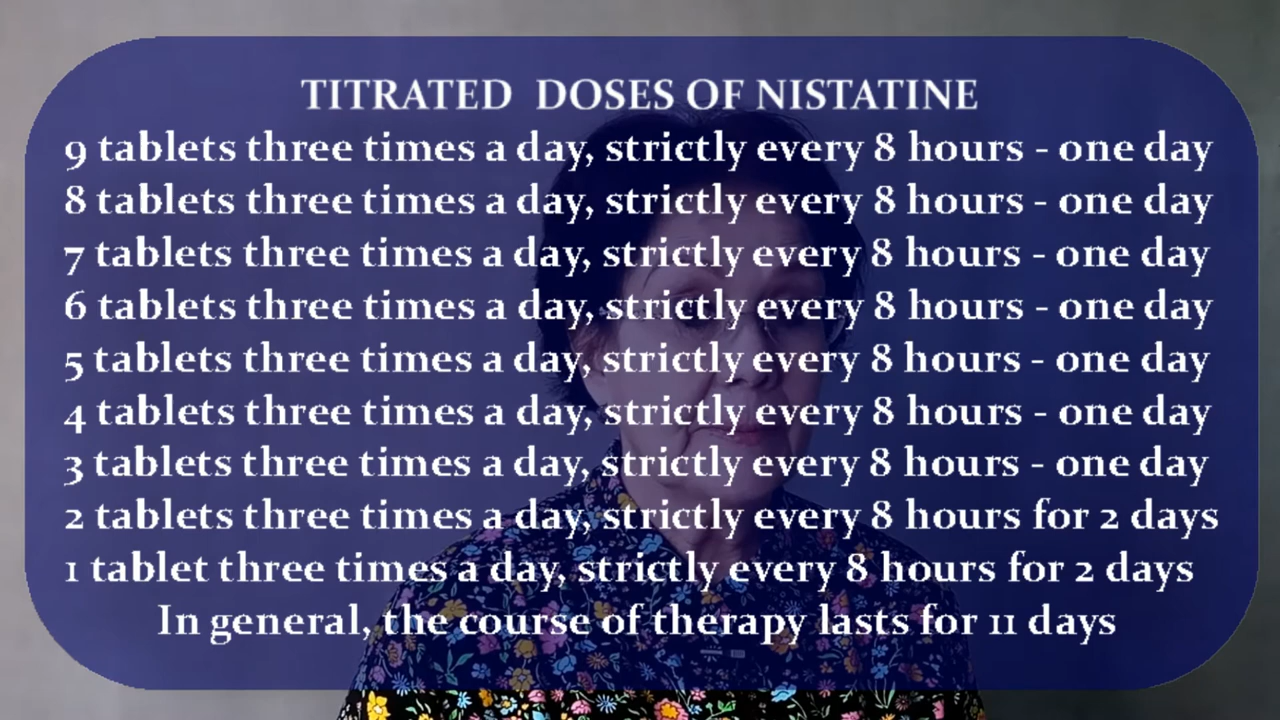 TITRATED DOSES OF NISTATINE
9 tablets three times a day, strictly every 8 hours - one day
8 tablets three times a day, strictly every 8 hours - one day
7 tablets three times a day, strictly every 8 hours - one day
6 tablets three times a day, strictly every 8 hours - one day
5 tablets three times a day, strictly every 8 hours - one day
4 tablets three times a day, strictly every 8 hours - one day
3 tablets three times a day, strictly every 8 hours - one day
2 tablets three times a day, strictly every 8 hours for 2 days
1 tablet three times a day, strictly every 8 hours for 2 days
In general, the course of therapy lasts for 11 days